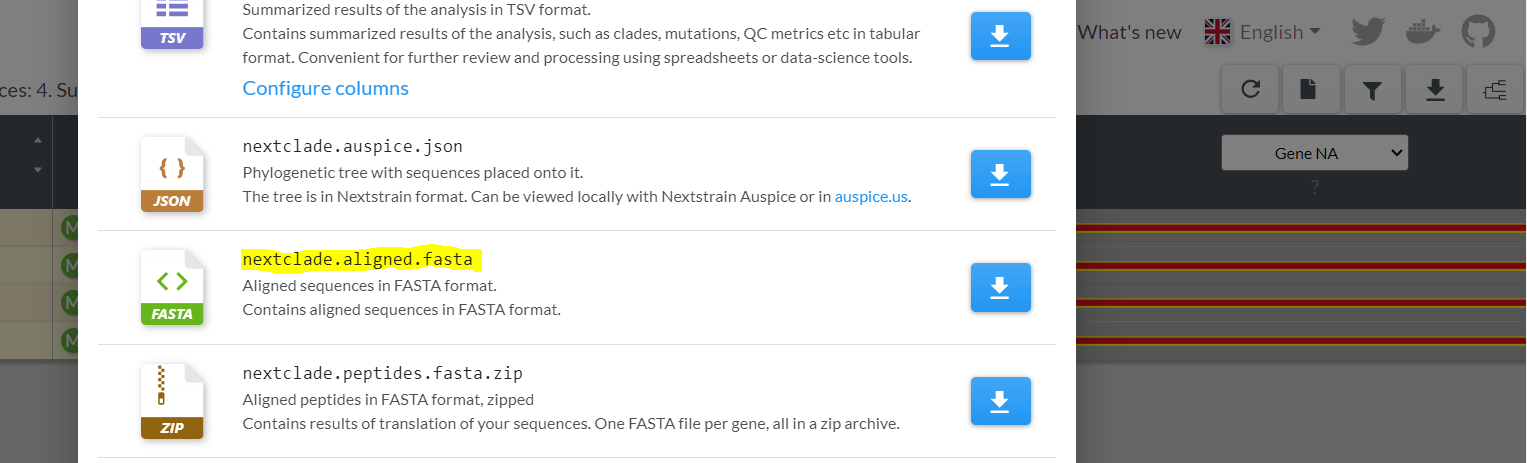 Summarized results of the analysis in TSV format.
TSV
Contains summarized results of the analysis, such as clades, mutations, QC metrics etc in tabular
format. Convenient for further review and processing using spreadsheets or data-science tools.
Configure columns
What's new
English
ces: 4. Su
nextclade.auspice.json
Phylogenetic tree with sequences placed onto it.
The tree is in Nextstrain format. Can be viewed locally with Nextstrain Auspice or in auspice.us.
{ }
JSON
Gene NA
?
nextclade.aligned.fasta
Aligned sequences in FASTA format.
Contains aligned sequences in FASTA format.
<>
FASTA
M
M
M
M
nextclade.peptides.fasta.zip
Aligned peptides in FASTA format, zipped
Contains results of translation of your sequences. One FASTA file per gene, all in a zip archive.
ZIP